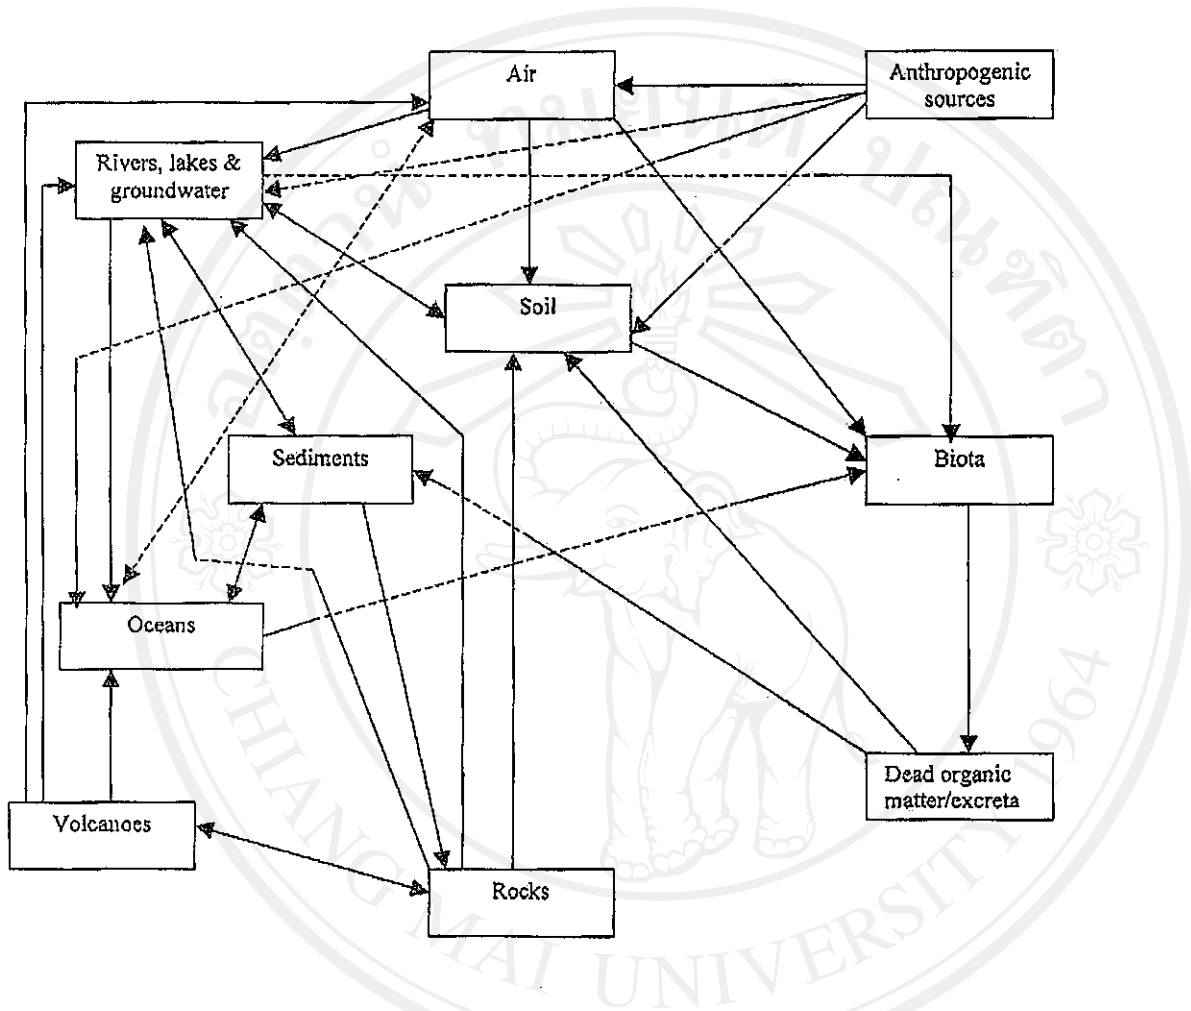 Air
Anthropogenic
sources
Rivers, lakes &
groundwater
Soil
Sediments
Biota
Oceans
Dead organic
matter/excreta
Volcanoes
Rocks
CHIANG MAI UNIVERSITY 1964